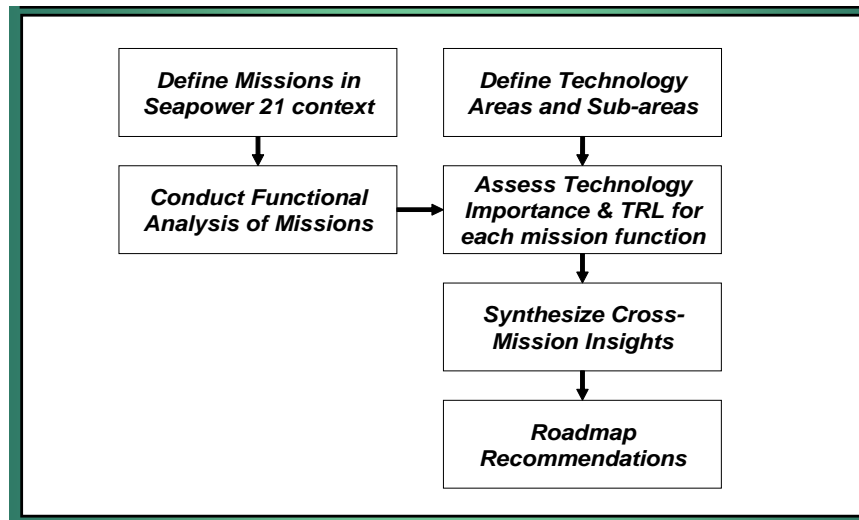 Define Missions in
Seapower 21 context
Define Technology
Areas and Sub-areas
Conduct Functional
Analysis of Missions
Assess Technology
Importance & TRL for
each mission function
Synthesize Cross-
Mission Insights
Roadmap
Recommendations